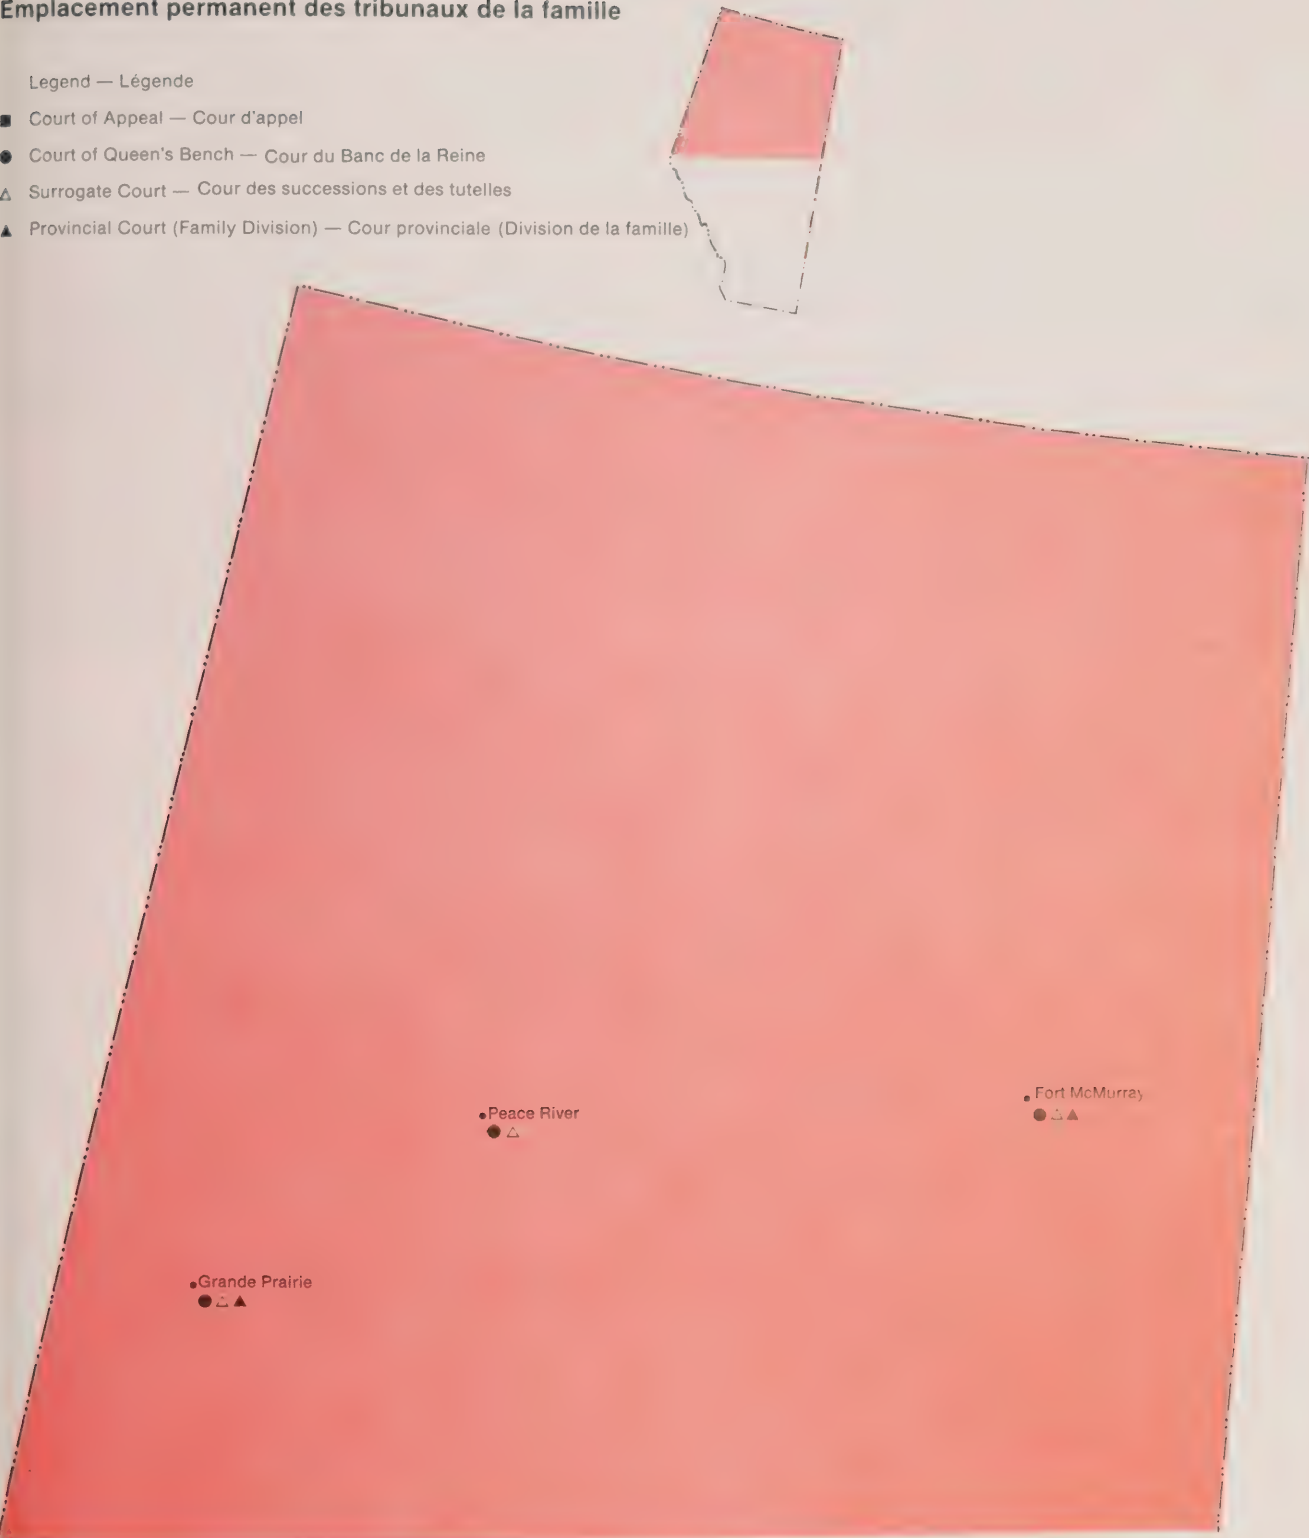 Emplacement permanent des tribunaux de la famille
Legend — Légende
Court of Appeal — Cour d'appel
Court of Queen's Bench — Cour du Banc de la Reine
Surrogate Court — Cour des successions et des tutelles
Provincial Court (Family Division) — Cour provinciale (Division de la famille)
Fort McMurray
Peace River
Grande Prairie